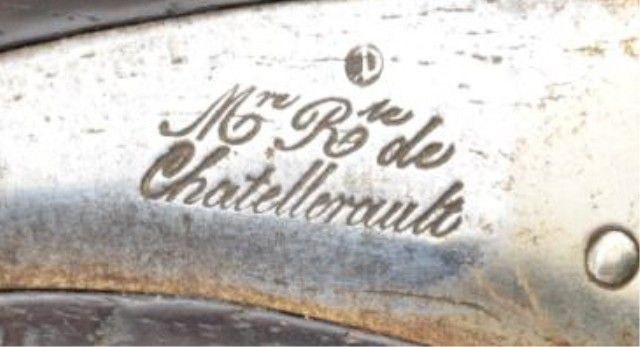 D
Mre Rle de
Chatellerault